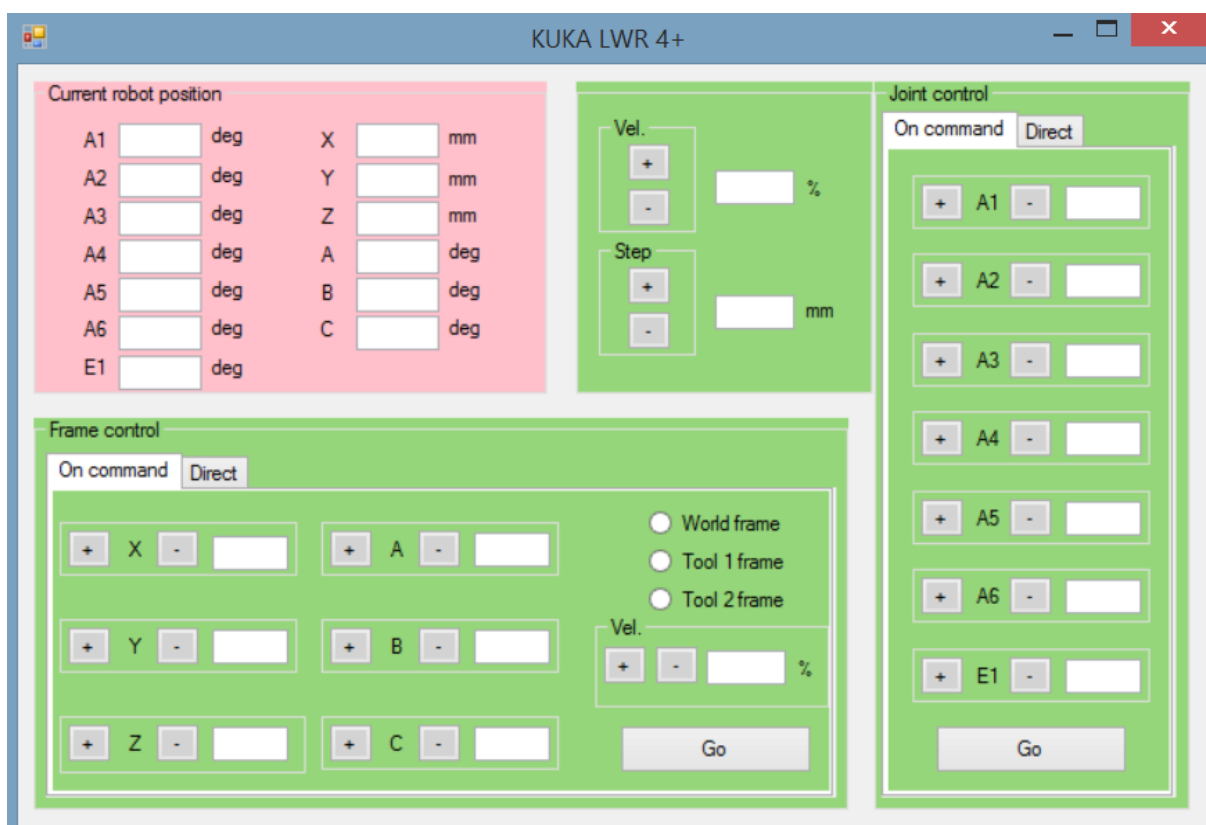 KUKA LWR 4+
Current robot position
A1 deg X mm
A2 deg Y mm
A3 deg Z mm
A4 deg A deg
A5 deg B deg
A6 deg C deg
E1 deg
Vel.
+
- %
Step
+
- mm
Joint control
On command Direct
+ A1 -
+ A2 -
+ A3 -
+ A4 -
+ A5 -
+ A6 -
+ E1 -
Go
Frame control
On command Direct
+ X - + A -
+ Y - + B -
+ Z - + C -
World frame
Tool 1 frame
Tool 2 frame
Vel.
+ - %
Go